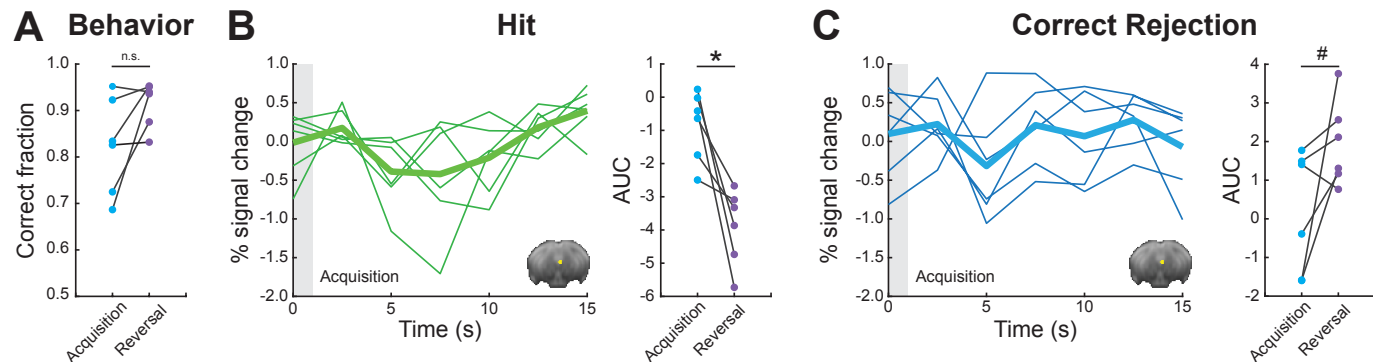 A Behavior
n.s.
1.0
0.9
0.8
0.7
0.6
0.5
Correct fraction
Acquisition
Reversal
B Hit
1.0
0.5
0.0
-0.5
-1.0
-1.5
-2.0
% signal change
Acquisition
0 5 10 15
Time (s)
*
0
-1
-2
-3
-4
-5
-6
AUC
Acquisition
Reversal
C Correct Rejection
1.0
0.5
0.0
-0.5
-1.0
-1.5
-2.0
% signal change
Acquisition
0 5 10 15
Time (s)
#
4
3
2
1
0
-1
-2
AUC
Acquisition
Reversal